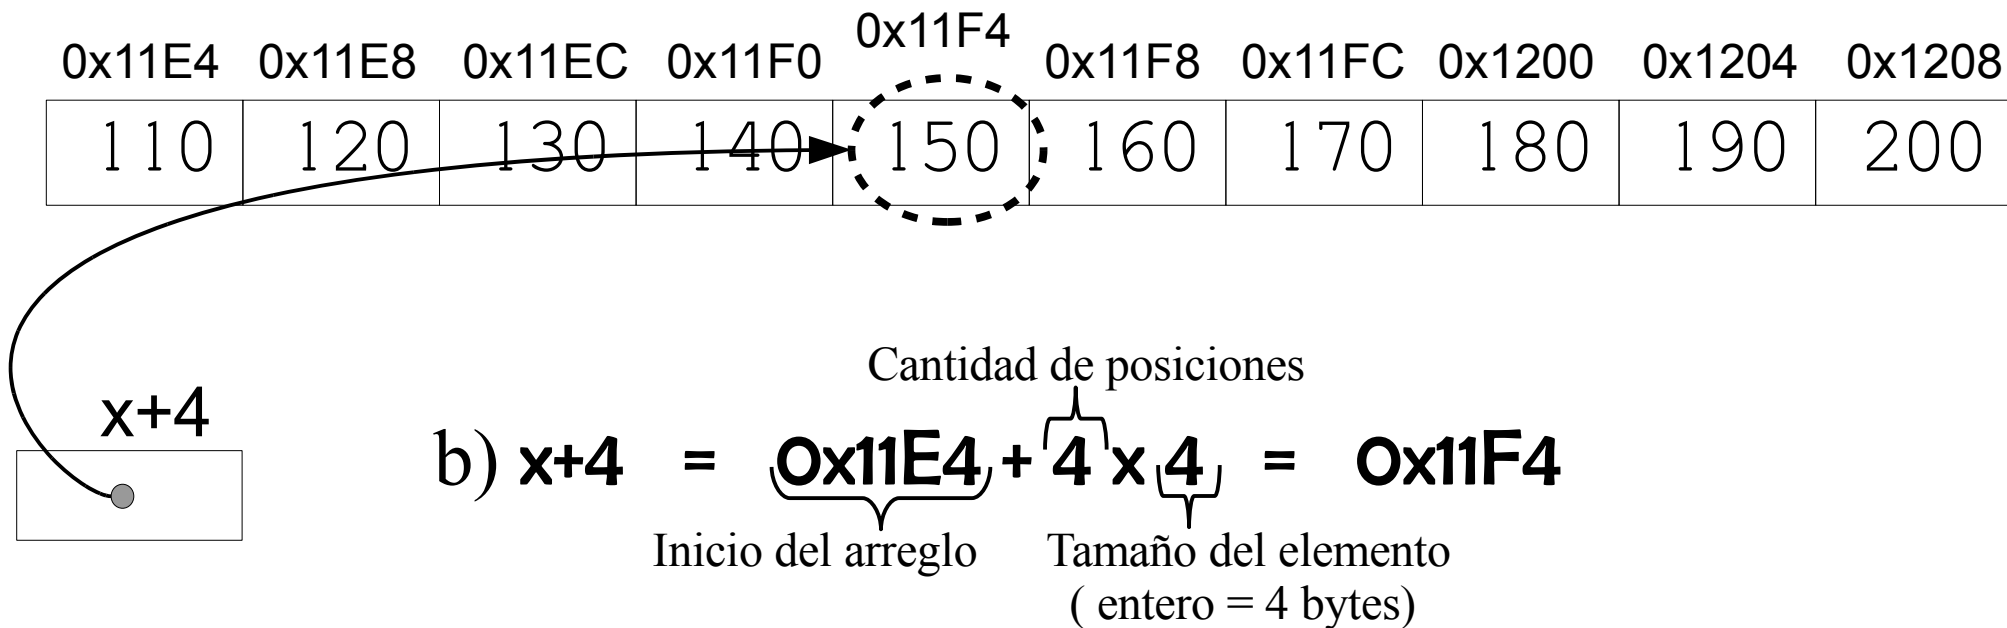 0x11E4 0x11E8 0x11EC 0x11F0 0x11F4 0x11F8 0x11FC 0x1200 0x1204 0x1208
110 120 130 140 150 160 170 180 190 200
Cantidad de posiciones
x+4
b) x+4 = 0x11E4 + 4 x 4 = 0x11F4
Inicio del arreglo Tamaño del elemento
( entero = 4 bytes)